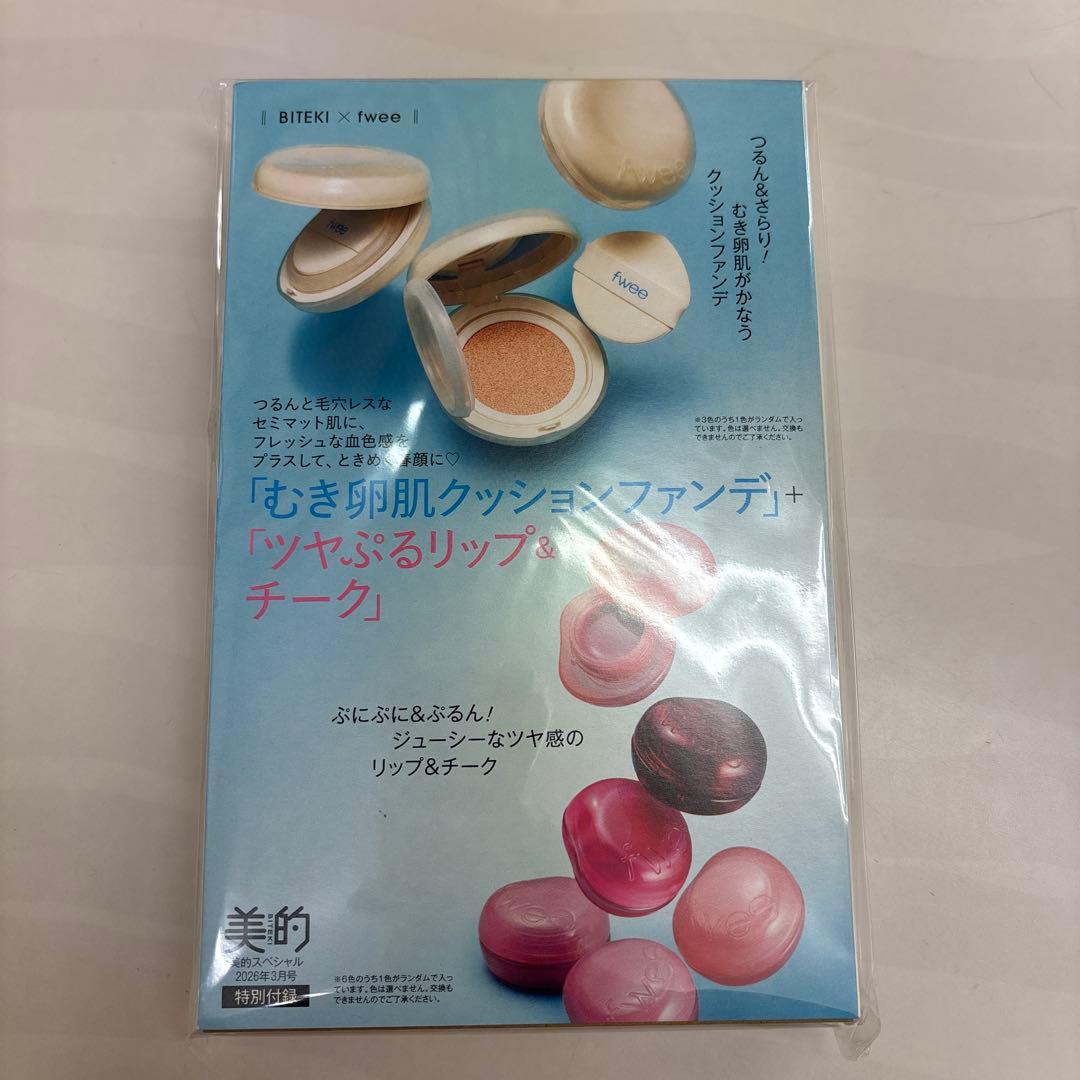 BITEKI × fwee
つるん&さらり!
むき卵肌がかなう
クッションファンデ
fwee
fwee
fwee
※3色のうち1色がランダムで入っ
ています。色は選べません。交換も
できませんのでご了承ください。
つるんと毛穴レスな
セミマット肌に、
フレッシュな血色感を
プラスして、ときめく春顔に♡
「むき卵肌クッションファンデ」+
「ツヤぷるリップ&
チーク」
ぷにぷに&ぷるん!
ジューシーなツヤ感の
リップ&チーク
fwee
fwee
美的
BITEKI
美的スペシャル
2026年3月号
特別付録
※6色のうち1色がランダムで入っ
ています。色は選べません。交換も
できませんのでご了承ください。